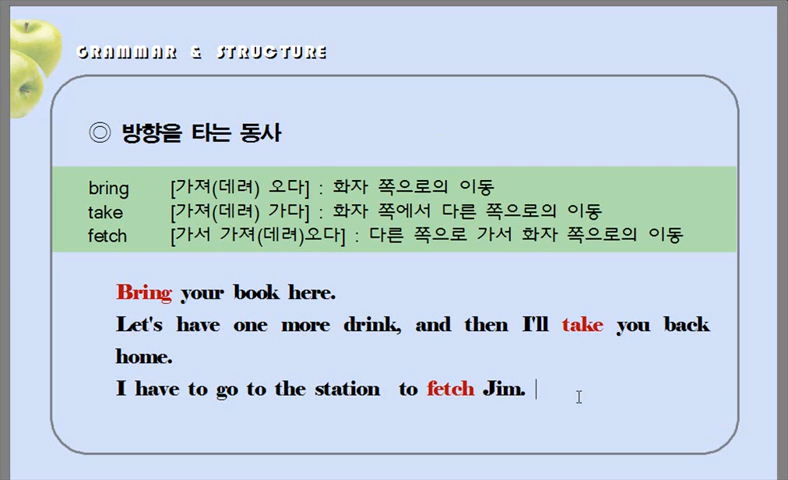 GRAMMAR & STRUCTURE
◎ 방향을 타는 동사
bring [가져(데려) 오다] : 화자 쪽으로의 이동
take [가져(데려) 가다] : 화자 쪽에서 다른 쪽으로의 이동
fetch [가서 가져(데려)오다] : 다른 쪽으로 가서 화자 쪽으로의 이동
Bring your book here.
Let's have one more drink, and then I'll take you back
home.
I have to go to the station to fetch Jim.